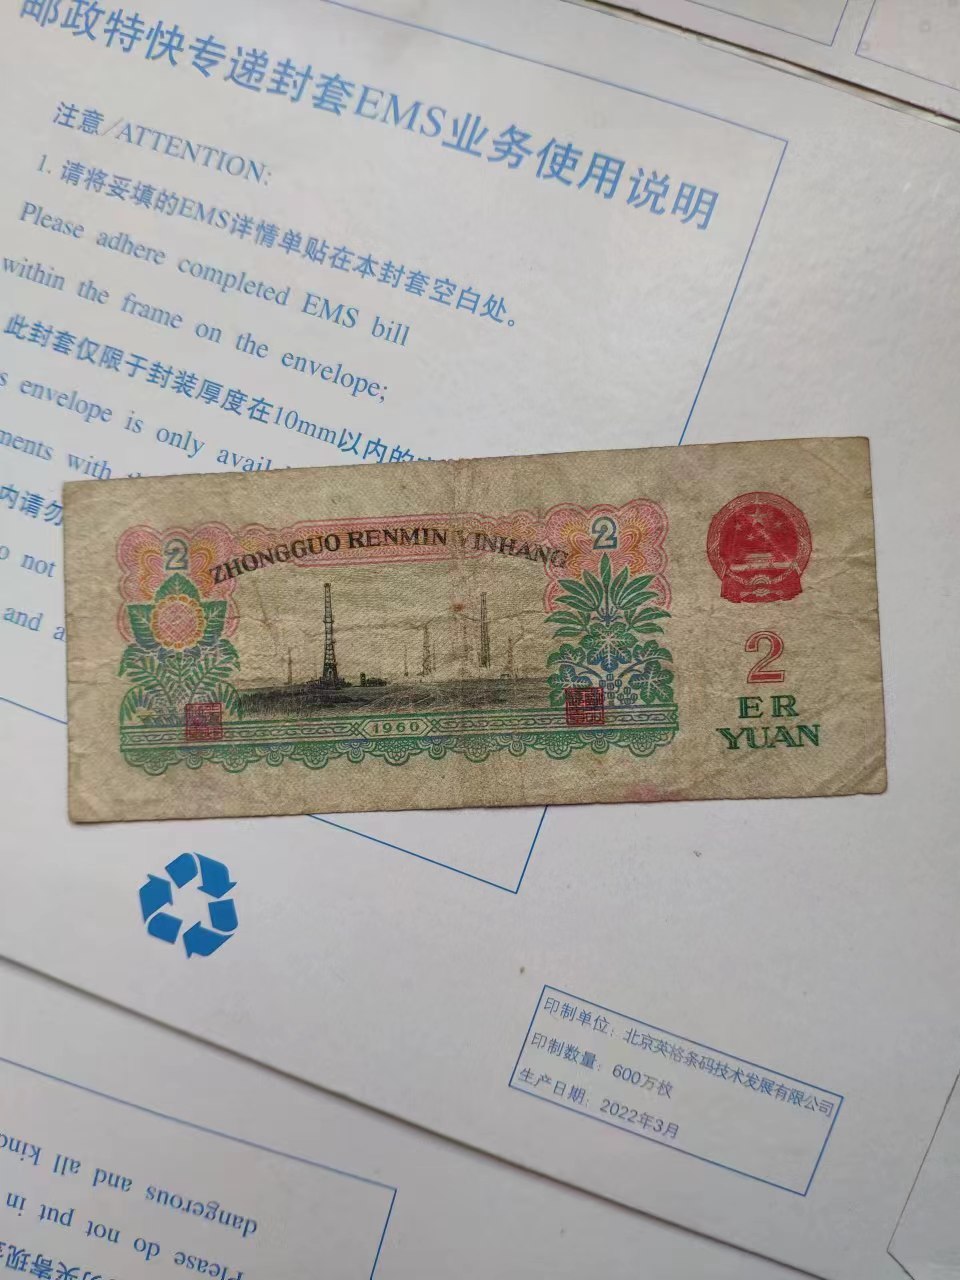 邮政特快专递封套EMS业务使用说明
注意/ATTENTION:
1. 请将妥填的EMS详情单贴在本封套空白处。
Please adhere completed EMS bill
within the frame on the envelope;
此封套仅限于封装厚度在10mm以内的
envelope is only
with
内请勿
not
and
2
2
ZHONGGUO RENMIN YINHANG
1960
2
ER
YUAN
印制单位：北京英格条码技术发展有限公司
印制数量：600万枚
生产日期：2022年3月
dangerous and all
Please do not put in